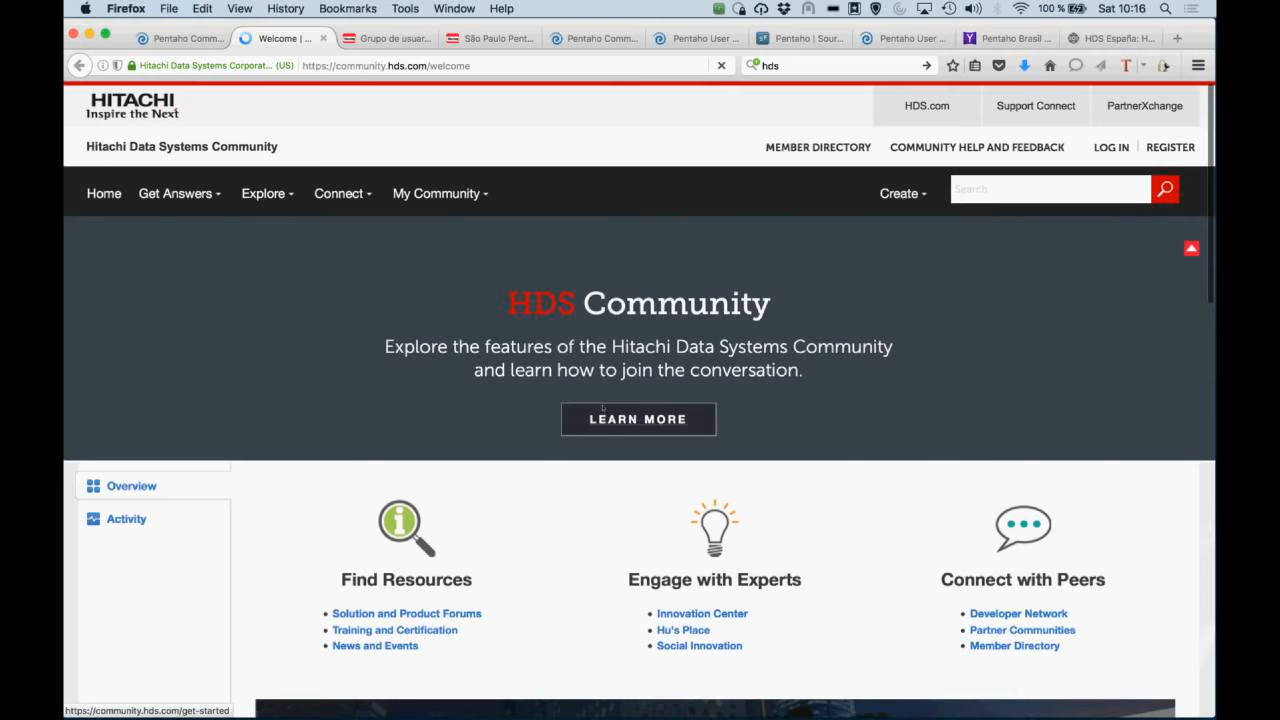 Firefox File Edit View History Bookmarks Tools Window Help 100 % Sat 10:16
Pentaho Comm... Welcome | ... Grupo de usuar... São Paulo Pent... Pentaho Comm... Pentaho User ... Pentaho | Sour... Pentaho User ... Pentaho Brasil ... HDS España: H...
Hitachi Data Systems Corporat... (US) https://community.hds.com/welcome hds
HITACHI
Inspire the Next
HDS.com Support Connect PartnerXchange
Hitachi Data Systems Community MEMBER DIRECTORY COMMUNITY HELP AND FEEDBACK LOG IN REGISTER
Home Get Answers Explore Connect My Community Create Search
HDS Community
Explore the features of the Hitachi Data Systems Community
and learn how to join the conversation.
LEARN MORE
Overview
Activity
Find Resources
• Solution and Product Forums
• Training and Certification
• News and Events
Engage with Experts
• Innovation Center
• Hu's Place
• Social Innovation
Connect with Peers
• Developer Network
• Partner Communities
• Member Directory
https://community.hds.com/get-started